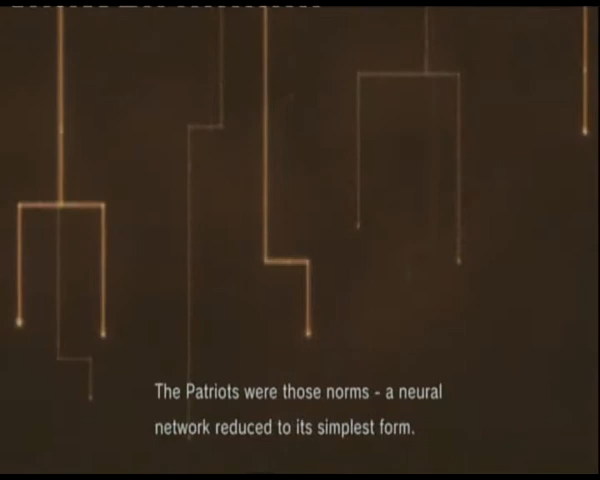 The Patriots were those norms - a neural
network reduced to its simplest form.